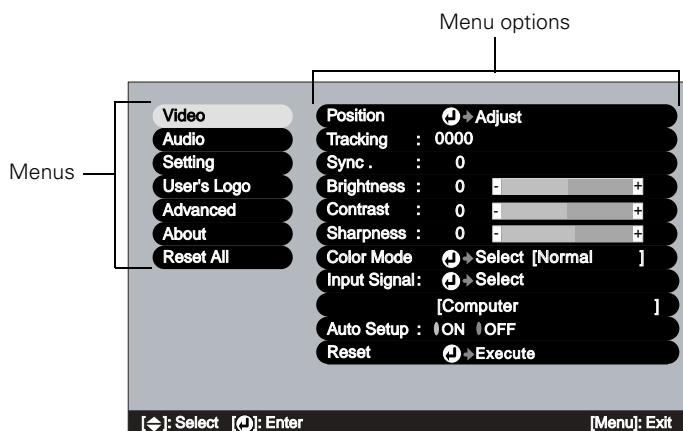 Menu options
Menus
Video
Audio
Setting
User's Logo
Advanced
About
Reset All
Position Adjust
Tracking : 0000
Sync . : 0
Brightness : 0 - +
Contrast : 0 - +
Sharpness : 0 - +
Color Mode Select [Normal ]
Input Signal: Select
[Computer ]
Auto Setup : ON OFF
Reset Execute
[ ]: Select [ ]: Enter [Menu]: Exit